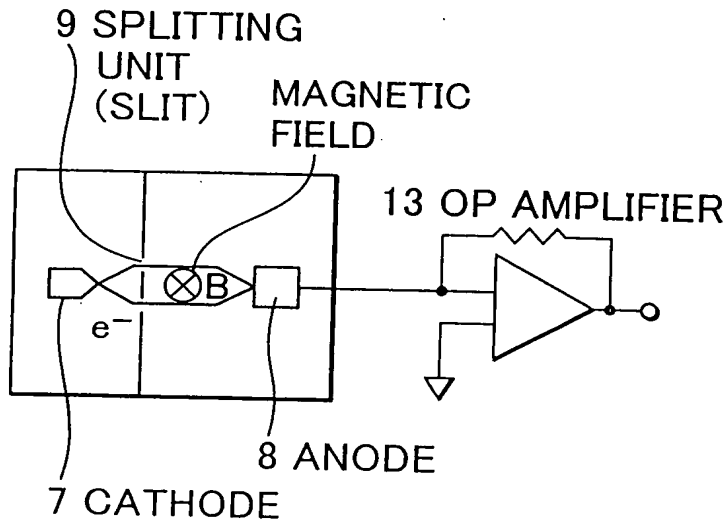 9 SPLITTING
UNIT
(SLIT)
MAGNETIC
FIELD
13 OP AMPLIFIER
B
e⁻
8 ANODE
7 CATHODE